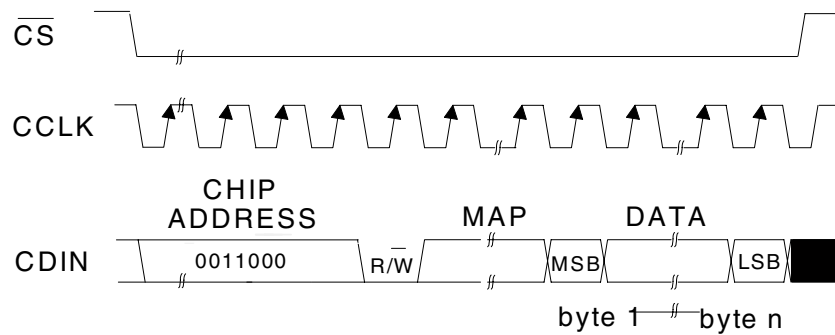 CS
CCLK
CHIP
ADDRESS
MAP
DATA
CDIN
0011000
R/W
MSB
LSB
byte 1
byte n